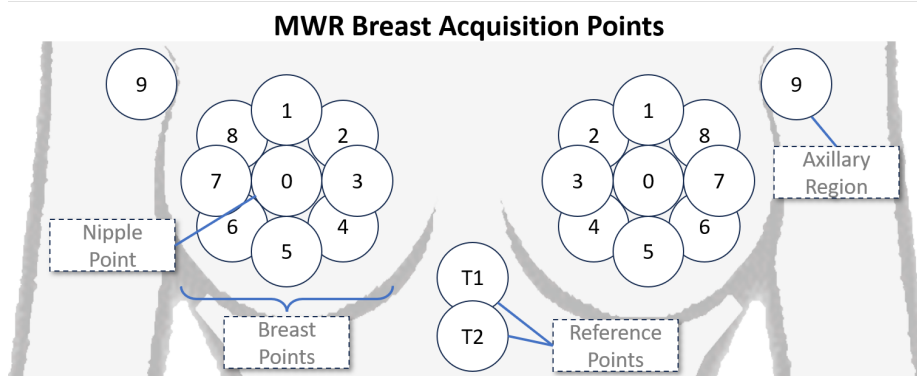 MWR Breast Acquisition Points
9
1
8
2
7
0
3
6
4
5
Nipple
Point
Breast
Points
1
2
8
3
0
7
4
6
5
9
Axillary
Region
T1
T2
Reference
Points